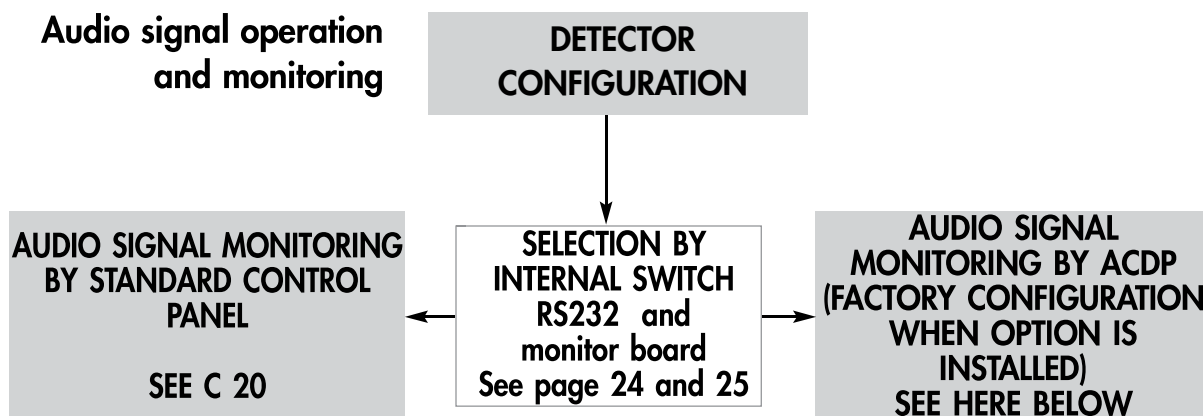 Audio signal operation
and monitoring
DETECTOR
CONFIGURATION
AUDIO SIGNAL MONITORING
BY STANDARD CONTROL
PANEL
SEE C 20
SELECTION BY
INTERNAL SWITCH
RS232 and
monitor board
See page 24 and 25
AUDIO SIGNAL
MONITORING BY ACDP
(FACTORY CONFIGURATION
WHEN OPTION IS
INSTALLED)
SEE HERE BELOW